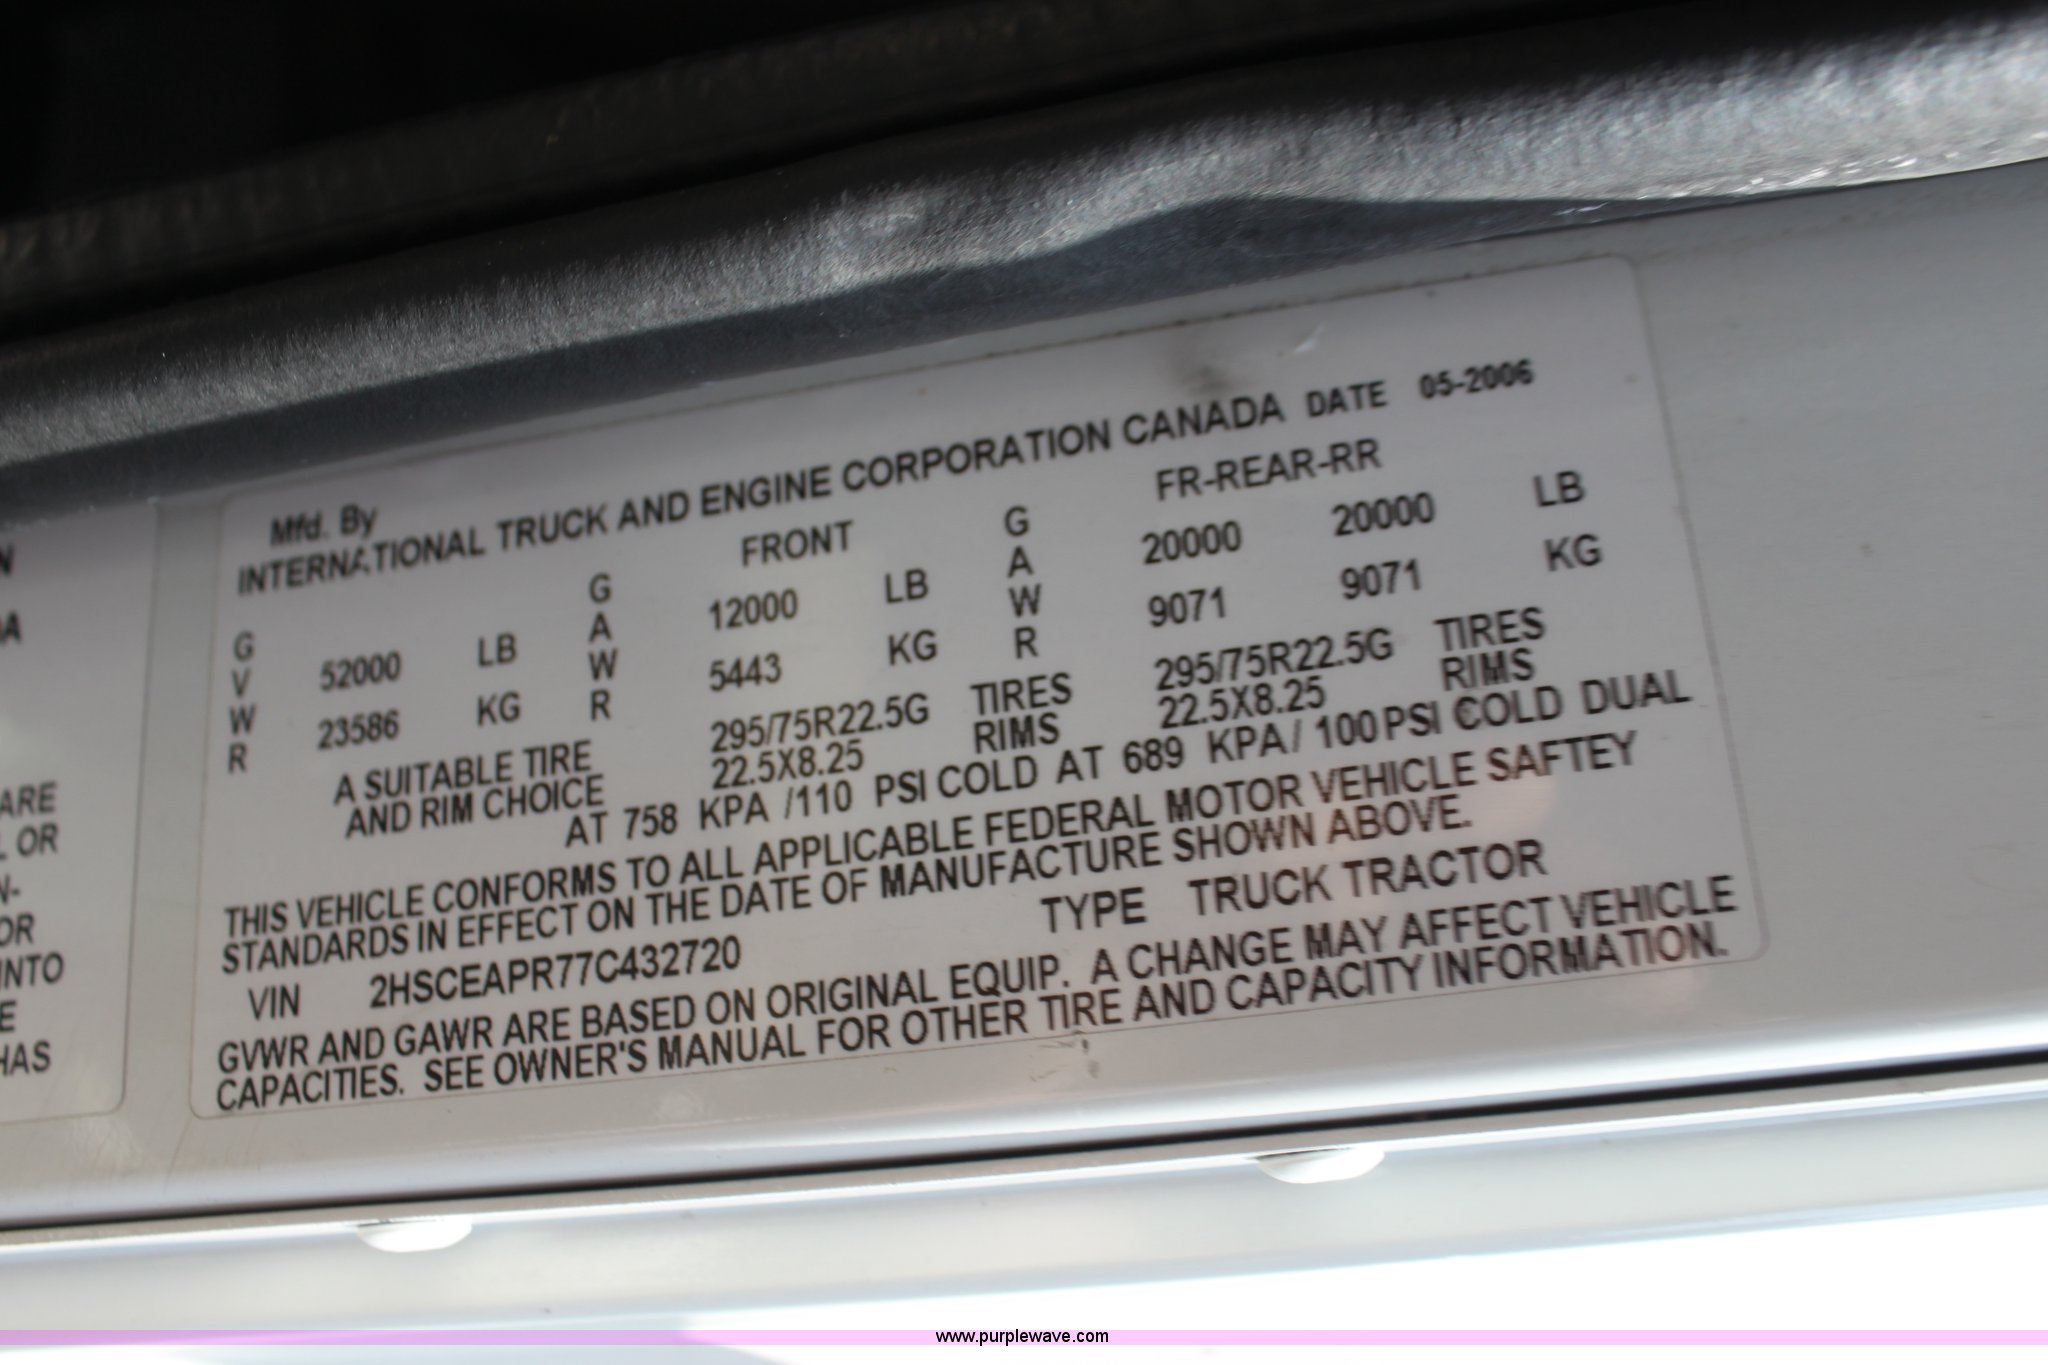 Mfd. By
INTERNATIONAL TRUCK AND ENGINE CORPORATION CANADA DATE 05-2006
G V W R 52000 LB 23586 KG
G A W R FRONT 12000 LB 5443 KG
G A W R FR-REAR-RR 20000 20000 LB 9071 9071 KG
A SUITABLE TIRE 295/75R22.5G TIRES 295/75R22.5G TIRES
AND RIM CHOICE 22.5X8.25 RIMS 22.5X8.25 RIMS
AT 758 KPA /110 PSI COLD AT 689 KPA/ 100 PSI COLD DUAL
THIS VEHICLE CONFORMS TO ALL APPLICABLE FEDERAL MOTOR VEHICLE SAFTEY
STANDARDS IN EFFECT ON THE DATE OF MANUFACTURE SHOWN ABOVE.
VIN 2HSCEAPR77C432720 TYPE TRUCK TRACTOR
GVWR AND GAWR ARE BASED ON ORIGINAL EQUIP. A CHANGE MAY AFFECT VEHICLE
CAPACITIES. SEE OWNER'S MANUAL FOR OTHER TIRE AND CAPACITY INFORMATION.
ARE
OR
INTO
HAS
www.purplewave.com